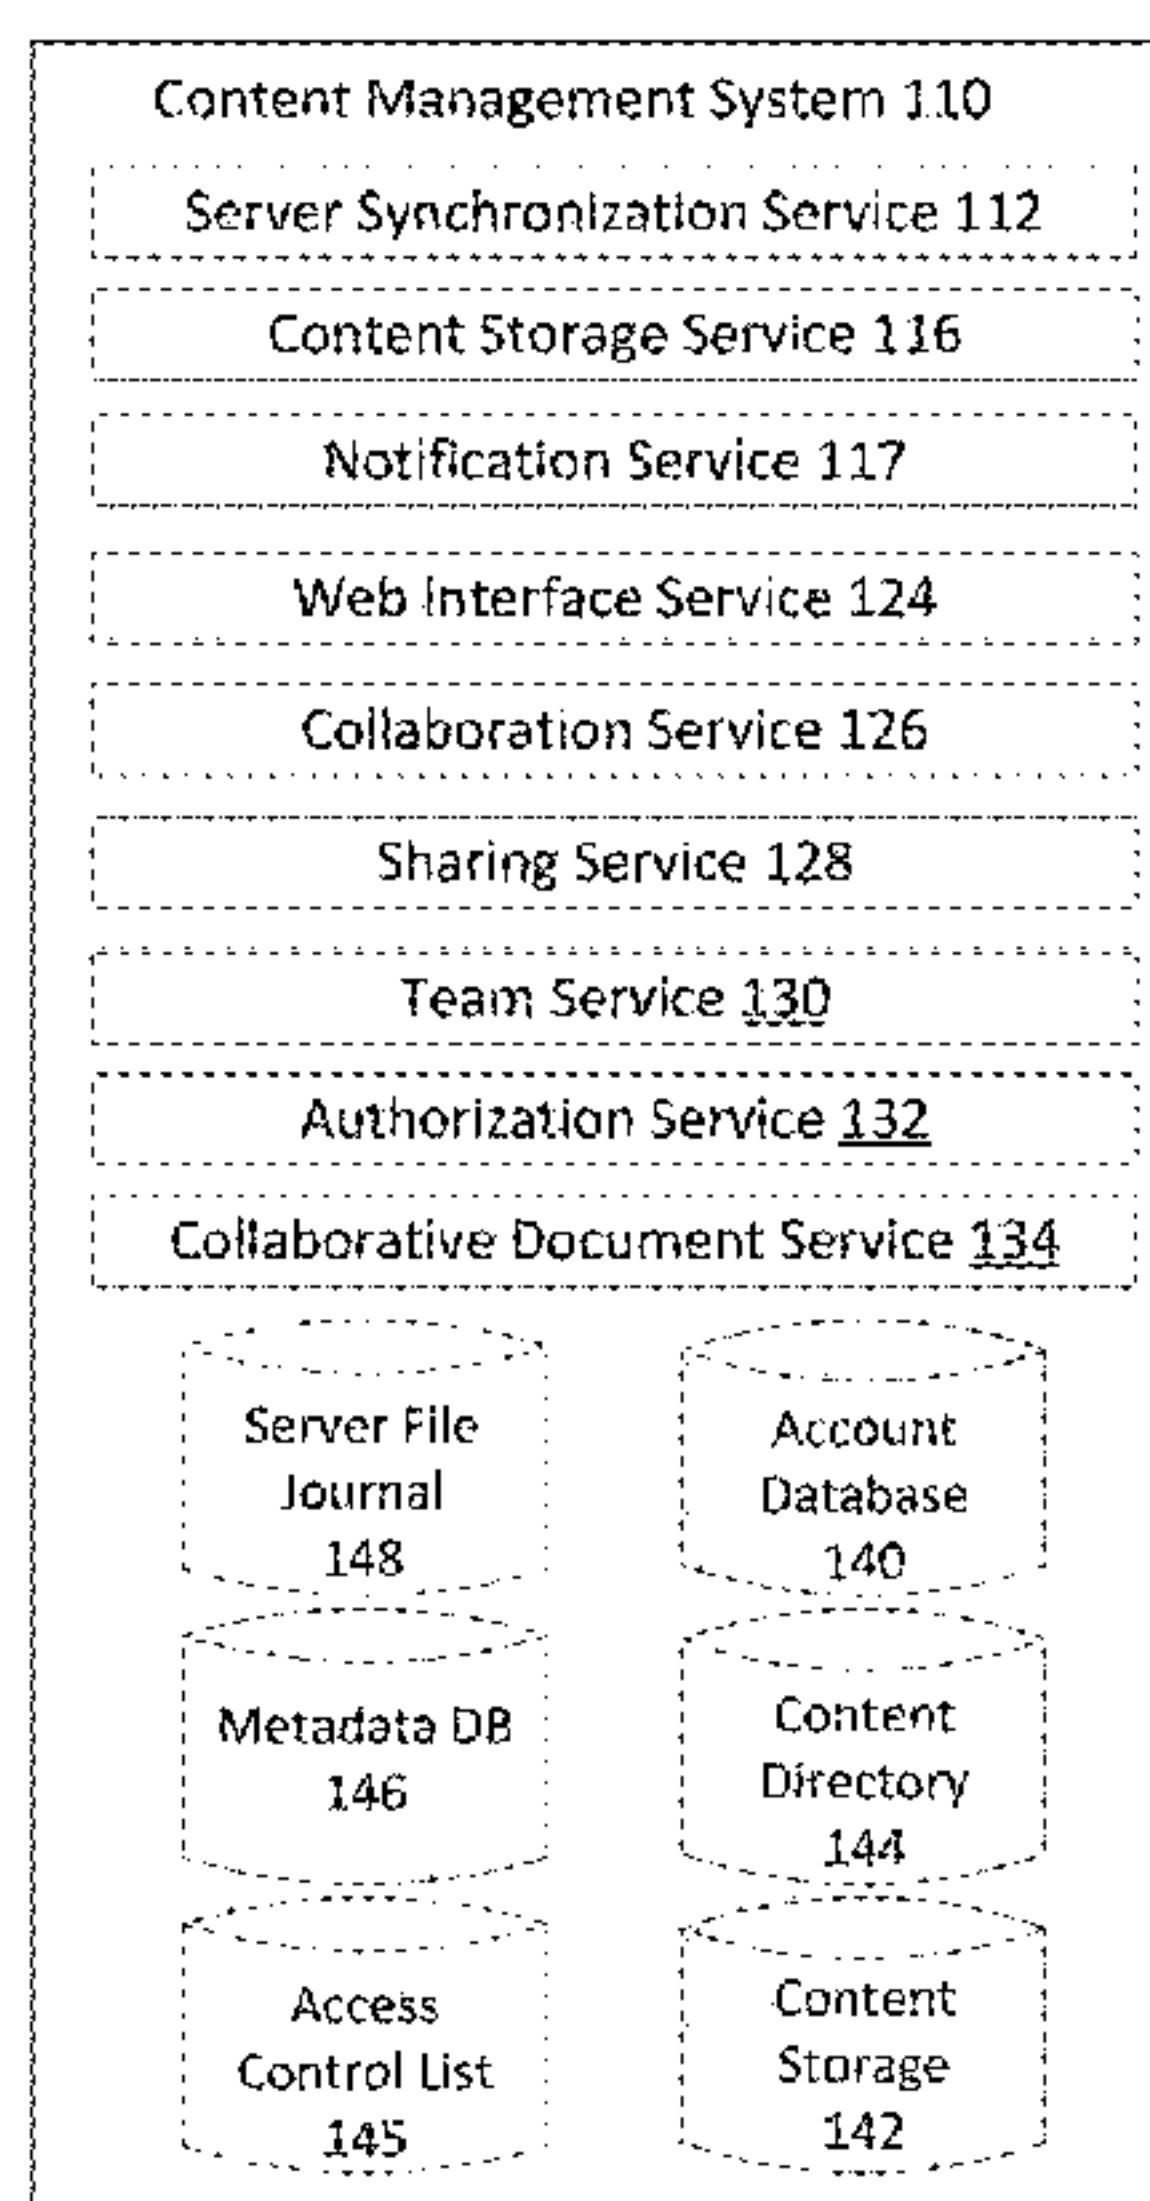 Content Management System 110
Server Synchronization Service 112
Content Storage Service 116
Notification Service 117
Web Interface Service 124
Collaboration Service 126
Sharing Service 128
Team Service 130
Authorization Service 132
Collaborative Document Service 134
Server File
Journal
148
Account
Database
140
Metadata DB
146
Content
Directory
144
Access
Control List
145
Content
Storage
142